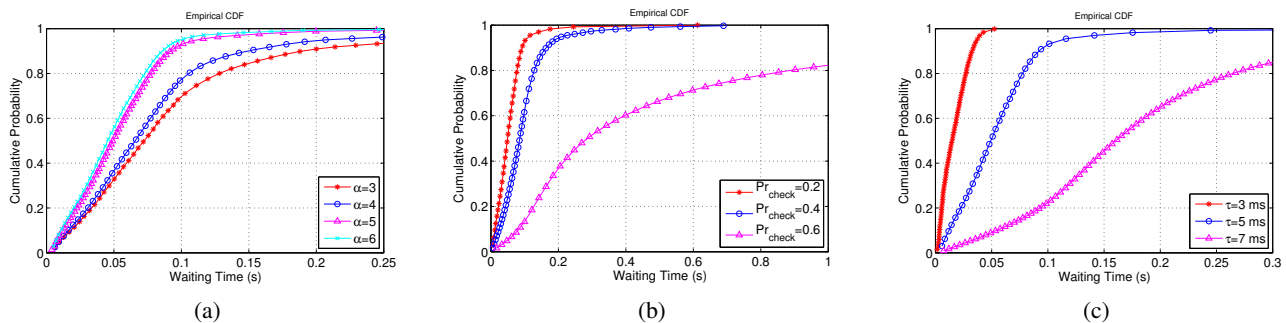 Empirical CDF
Cumulative Probability
1
0.8
0.6
0.4
0.2
0
0
0.05
0.1
0.15
0.2
0.25
Waiting Time (s)
α=3
α=4
α=5
α=6
(a)
Empirical CDF
Cumulative Probability
1
0.8
0.6
0.4
0.2
0
0
0.2
0.4
0.6
0.8
1
Waiting Time (s)
Pr_check=0.2
Pr_check=0.4
Pr_check=0.6
(b)
Empirical CDF
Cumulative Probability
1
0.8
0.6
0.4
0.2
0
0
0.05
0.1
0.15
0.2
0.25
0.3
Waiting Time (s)
τ=3 ms
τ=5 ms
τ=7 ms
(c)